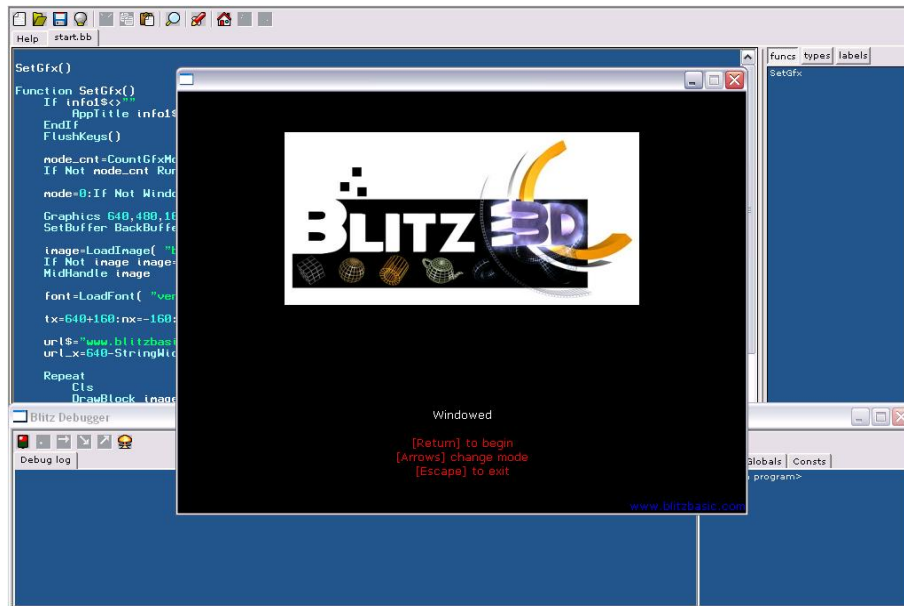 Help start.bb
SetGfx()
Function SetGfx()
If info1$<>""
AppTitle info1$
EndIf
FlushKeys()
mode_cnt=CountGfxMo
If Not mode_cnt Run
mode=0:If Not Windo
Graphics 640,480,16
SetBuffer BackBuffe
image=LoadImage( "b
If Not image image=
MidHandle image
font=LoadFont( "ver
tx=640+160:nx=-160:
url$="www.blitzbasi
url_x=640-StringWid
Repeat
Cls
DrawBlock image
funcs types labels
SetGfx
BLITZ 3D
Windowed
[Return] to begin
[Arrows] change mode
[Escape] to exit
www.blitzbasic.com
Blitz Debugger
Debug log
Globals Consts
program>